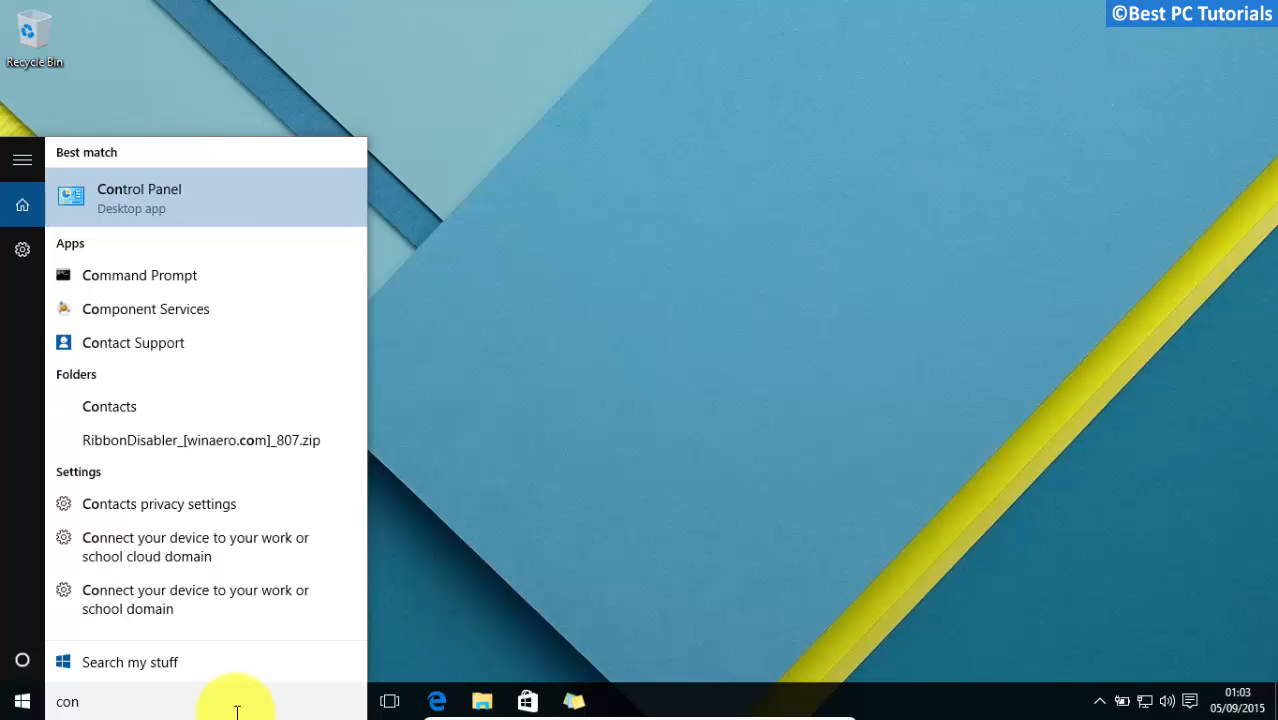 ©Best PC Tutorials
Recycle Bin
Best match
Control Panel
Desktop app
Apps
Command Prompt
Component Services
Contact Support
Folders
Contacts
RibbonDisabler_[winaero.com]_807.zip
Settings
Contacts privacy settings
Connect your device to your work or
school cloud domain
Connect your device to your work or
school domain
Search my stuff
con
01:03
05/09/2015